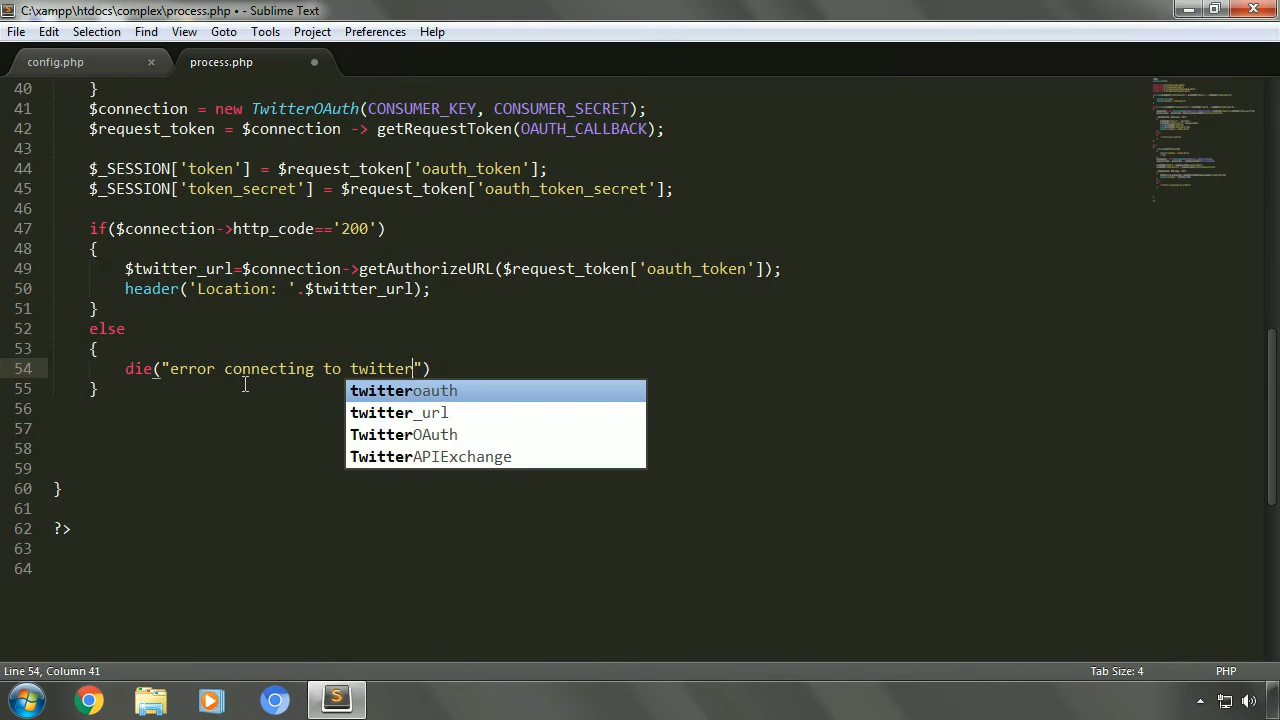 C:\xampp\htdocs\complex\process.php • - Sublime Text
File Edit Selection Find View Goto Tools Project Preferences Help
config.php × process.php
40 }
41 $connection = new TwitterOAuth(CONSUMER_KEY, CONSUMER_SECRET);
42 $request_token = $connection -> getRequestToken(OAUTH_CALLBACK);
43
44 $_SESSION['token'] = $request_token['oauth_token'];
45 $_SESSION['token_secret'] = $request_token['oauth_token_secret'];
46
47 if($connection->http_code=='200')
48 {
49 $twitter_url=$connection->getAuthorizeURL($request_token['oauth_token']);
50 header('Location: '.$twitter_url);
51 }
52 else
53 {
54 die("error connecting to twitter")
55 }
twitteroauth
56
twitter_url
57
TwitterOAuth
58
TwitterAPIExchange
59
60 }
61
62 ?>
63
64
Line 54, Column 41 Tab Size: 4 PHP